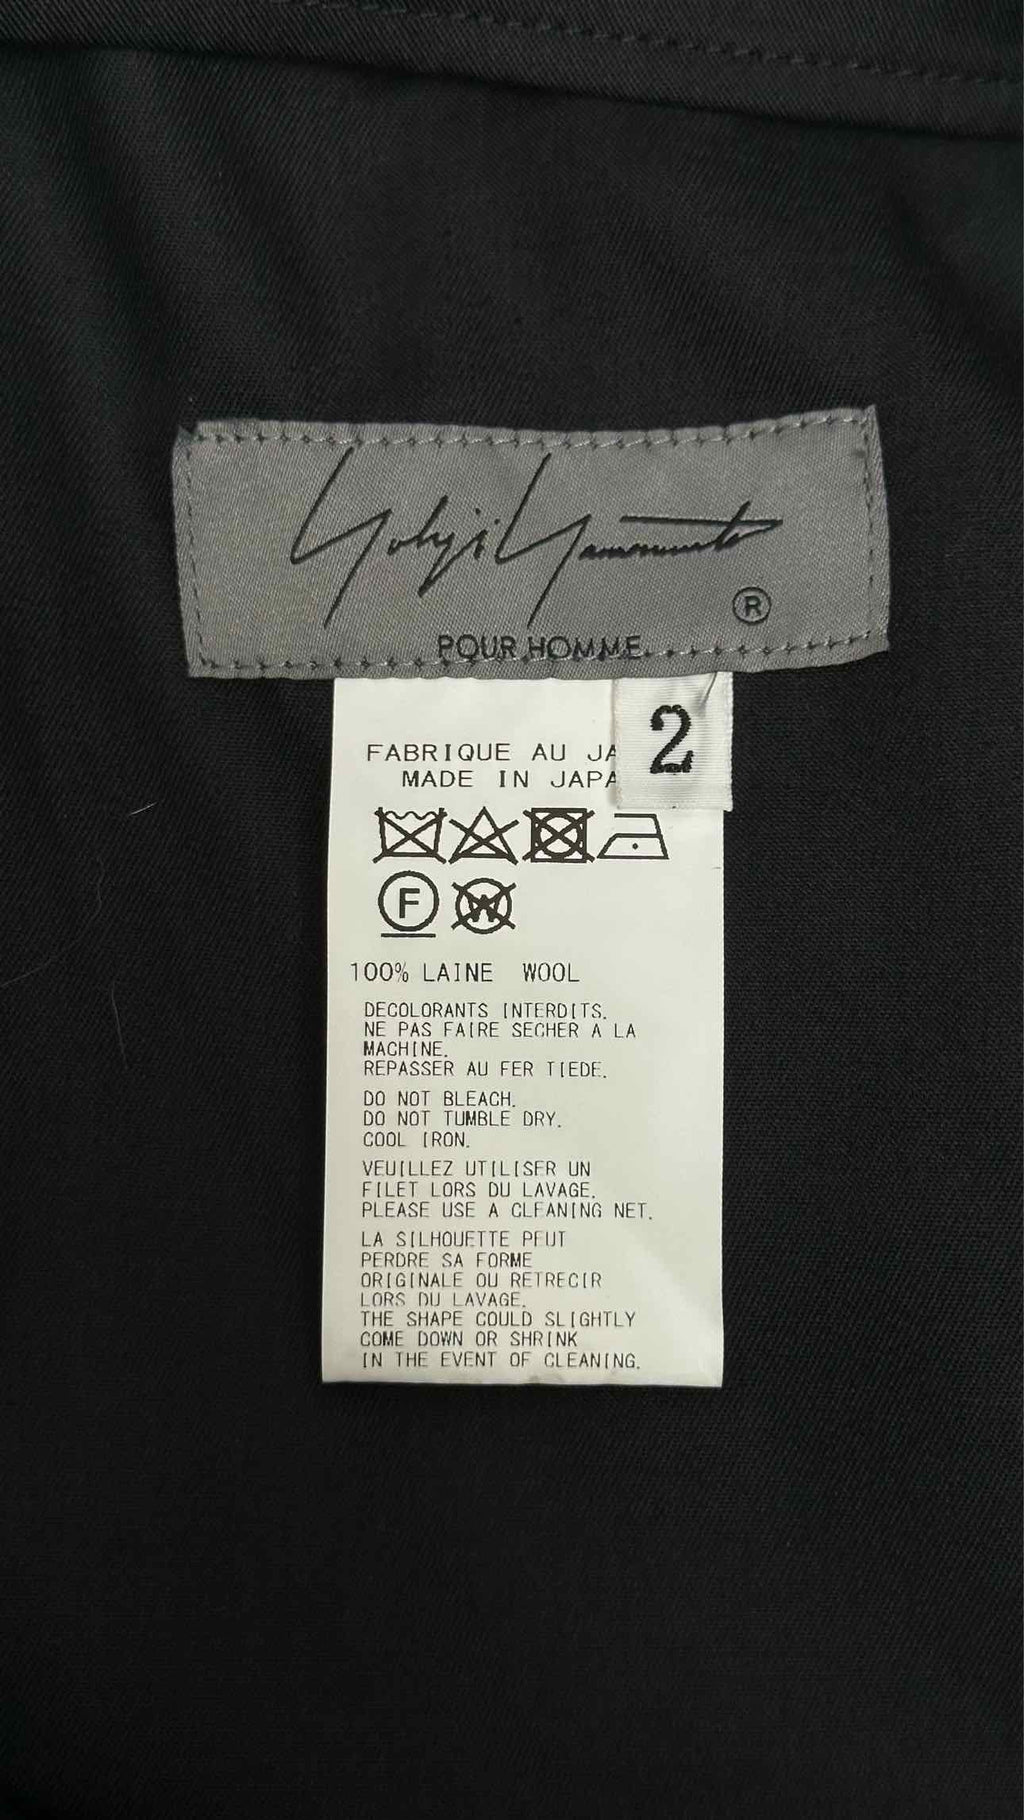 Yohji Yamamoto
®
POUR HOMME
2
FABRIQUE AU JA
MADE IN JAPA
F
W
100% LAINE WOOL
DECOLORANTS INTERDITS.
NE PAS FAIRE SECHER A LA
MACHINE.
REPASSER AU FER TIEDE.
DO NOT BLEACH.
DO NOT TUMBLE DRY.
COOL IRON.
VEUILLEZ UTILISER UN
FILET LORS DU LAVAGE.
PLEASE USE A CLEANING NET.
LA SILHOUETTE PEUT
PERDRE SA FORME
ORIGINALE OU RETRECIR
LORS DU LAVAGE.
THE SHAPE COULD SLIGHTLY
COME DOWN OR SHRINK
IN THE EVENT OF CLEANING.